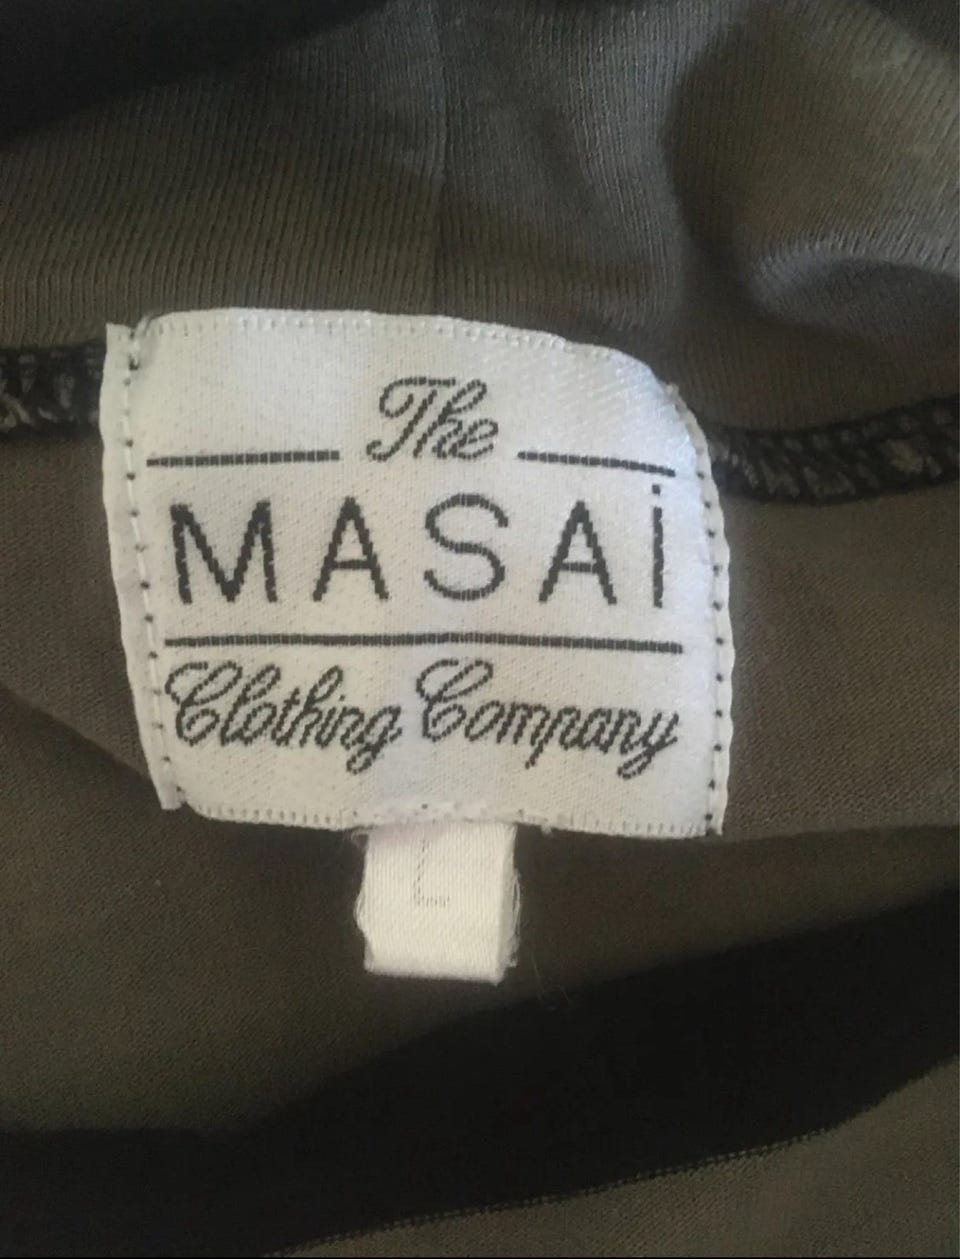 The
MASAi
Clothing Company
L